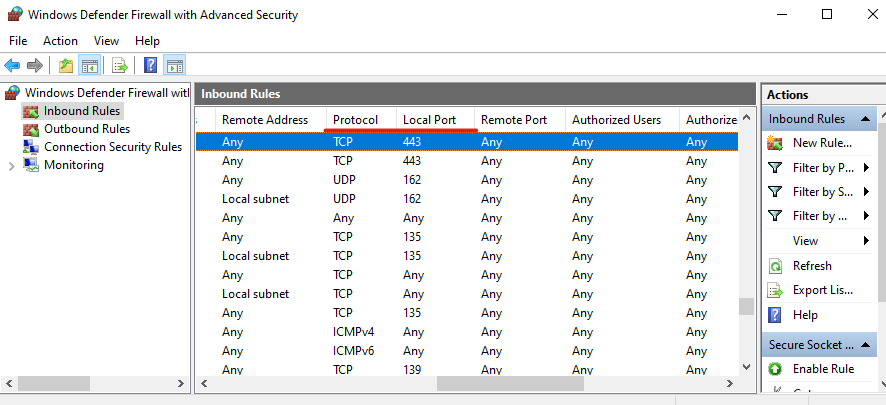 Windows Defender Firewall with Advanced Security
File Action View Help
Windows Defender Firewall with
Inbound Rules
Outbound Rules
Connection Security Rules
Monitoring
Inbound Rules
Remote Address Protocol Local Port Remote Port Authorized Users Authorize
Any TCP 443 Any Any Any
Any TCP 443 Any Any Any
Any UDP 162 Any Any Any
Local subnet UDP 162 Any Any Any
Any Any Any Any Any Any
Any TCP 135 Any Any Any
Local subnet TCP 135 Any Any Any
Any TCP Any Any Any Any
Local subnet TCP Any Any Any Any
Any TCP 135 Any Any Any
Any ICMPv4 Any Any Any Any
Any ICMPv6 Any Any Any Any
Any TCP 139 Any Any Any
Actions
Inbound Rules
New Rule...
Filter by P...
Filter by S...
Filter by ...
View
Refresh
Export Lis...
Help
Secure Socket ...
Enable Rule